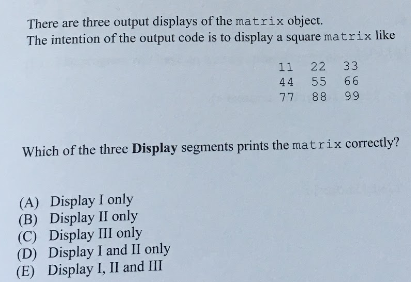 There are three output displays of the matrix object.
The intention of the output code is to display a square matrix like
11 22 33
44 55 66
77 88 99
Which of the three Display segments prints the matrix correctly?
(A) Display I only
(B) Display II only
(C) Display III only
(D) Display I and II only
(E) Display I, II and III